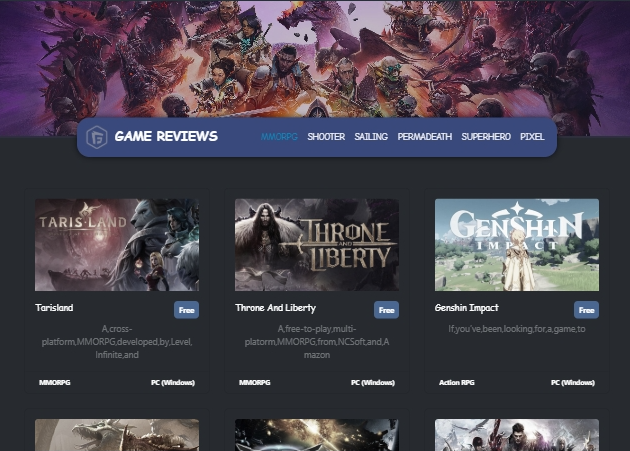 GAME REVIEWS
MMORPG SHOOTER SAILING PERMADEATH SUPERHERO PIXEL
TARISLAND
THRONE
AND
LIBERTY
GENSHIN
IMPACT
Tarisland Free
A,cross-
platform,MMORPG,developed,by,Level,
Infinite,and
MMORPG PC (Windows)
Throne And Liberty Free
A,free-to-play,multi-
platorm,MMORPG,from,NCSoft,and,A
mazon
MMORPG PC (Windows)
Genshin Impact Free
If,you've,been,looking,for,a,game,to
Action RPG PC (Windows)